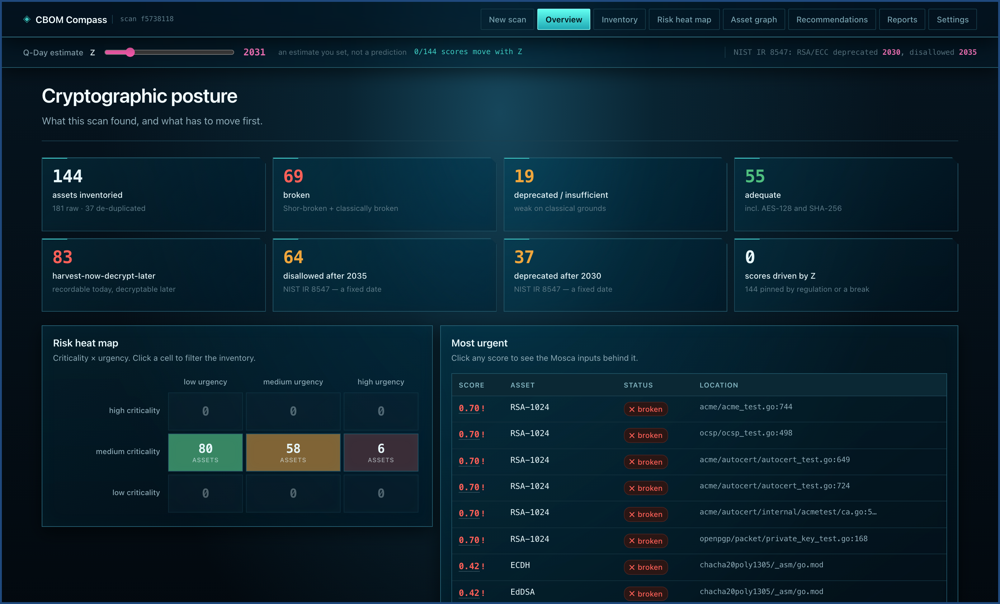 CBOM Compass
scan f5738118
New scan
Overview
Inventory
Risk heat map
Asset graph
Recommendations
Reports
Settings
Q-Day estimate Z
2031
an estimate you set, not a prediction
0/144 scores move with Z
NIST IR 8547: RSA/ECC deprecated 2030, disallowed 2035
Cryptographic posture
What this scan found, and what has to move first.
144
assets inventoried
181 raw · 37 de-duplicated
69
broken
Shor-broken + classically broken
19
deprecated / insufficient
weak on classical grounds
55
adequate
incl. AES-128 and SHA-256
83
harvest-now-decrypt-later
recordable today, decryptable later
64
disallowed after 2035
NIST IR 8547 — a fixed date
37
deprecated after 2030
NIST IR 8547 — a fixed date
0
scores driven by Z
144 pinned by regulation or a break
Risk heat map
Criticality × urgency. Click a cell to filter the inventory.
low urgency medium urgency high urgency
high criticality 0 0 0
medium criticality 80 ASSETS 58 ASSETS 6 ASSETS
low criticality 0 0 0
Most urgent
Click any score to see the Mosca inputs behind it.
SCORE ASSET STATUS LOCATION
0.70! RSA-1024 ✕ broken acme/acme_test.go:744
0.70! RSA-1024 ✕ broken ocsp/ocsp_test.go:498
0.70! RSA-1024 ✕ broken acme/autocert/autocert_test.go:649
0.70! RSA-1024 ✕ broken acme/autocert/autocert_test.go:724
0.70! RSA-1024 ✕ broken acme/autocert/internal/acmetest/ca.go:5…
0.70! RSA-1024 ✕ broken openpgp/packet/private_key_test.go:168
0.42! ECDH ✕ broken chacha20poly1305/_asm/go.mod
0.42! EdDSA ✕ broken chacha20poly1305/_asm/go.mod